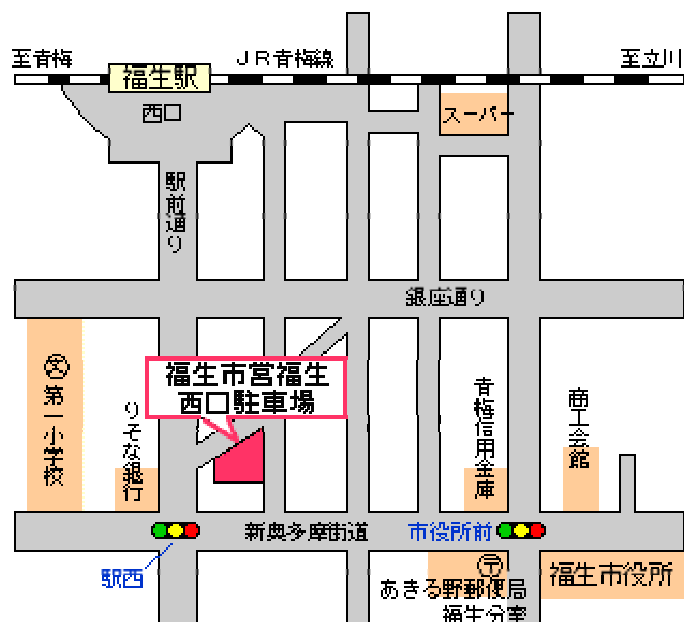 至青梅
福生駅
JR青梅線
至立川
西口
スーパー
駅前通り
銀座通り
福生市営福生
西口駐車場
文
第一小学校
りそな銀行
青梅信用金庫
商工会館
新奥多摩街道
市役所前
駅西
〒
あきる野郵便局
福生分室
福生市役所